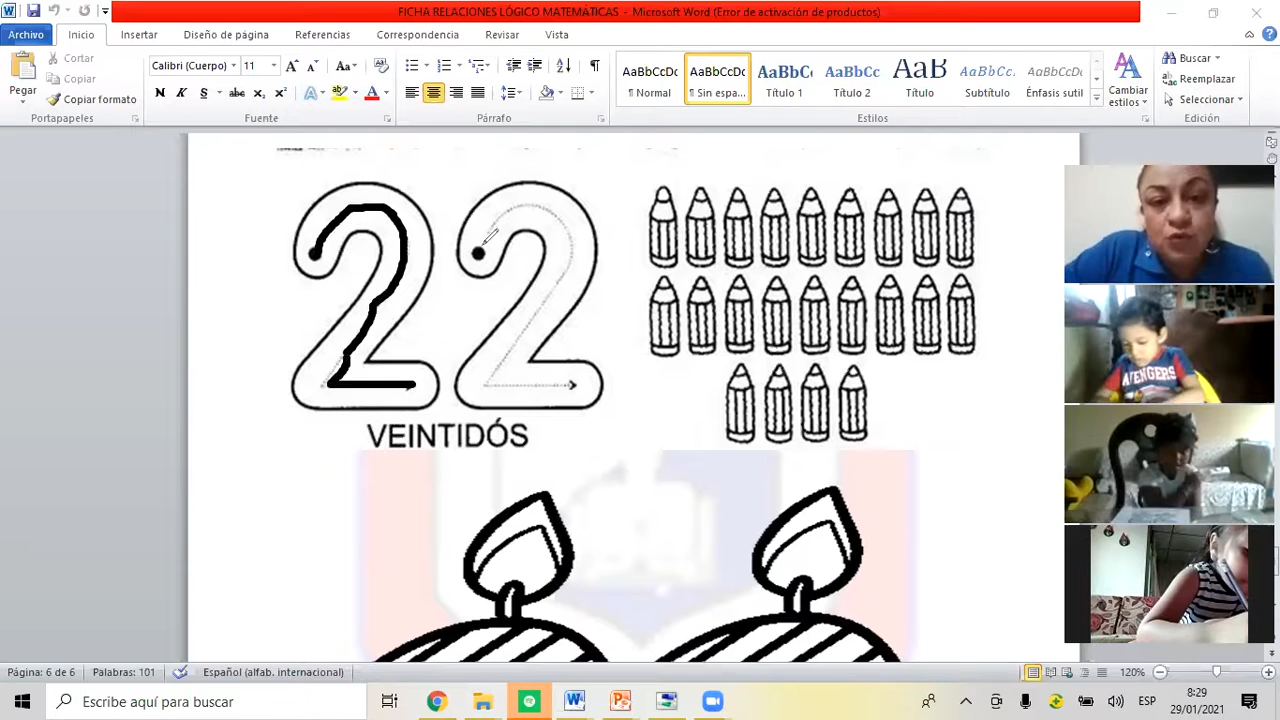 FICHA RELACIONES LÓGICO MATEMÁTICAS - Microsoft Word (Error de activación de productos)
Archivo Inicio Insertar Diseño de página Referencias Correspondencia Revisar Vista
Cortar
Copiar
Copiar formato
Pegar
Portapapeles
Calibri (Cuerpo) 11
Fuente
Párrafo
AaBbCcDc AaBbCcDc AaBbC AaBbCc AaB AaBbCc. AaBbCcDc
¶ Normal ¶ Sin espa... Título 1 Título 2 Título Subtítulo Énfasis sutil
Estilos
Cambiar estilos
Buscar
Reemplazar
Seleccionar
Edición
22
VEINTIDÓS
AVENGERS
Página: 6 de 6 Palabras: 101 Español (alfab. internacional) 120%
Escribe aquí para buscar
ESP
8:29
29/01/2021